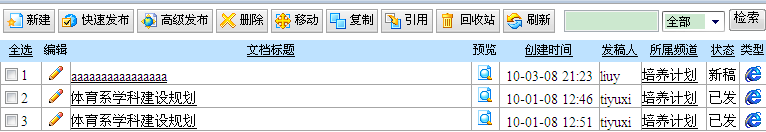 新建 快速发布 高级发布 删除 移动 复制 引用 回收站 刷新 全部 检索
全选 编辑 文档标题 预览 创建时间 发稿人 所属频道 状态 类型
1 aaaaaaaaaaaaaaaa 10-03-08 21:23 liuy 培养计划 新稿
2 体育系学科建设规划 10-01-08 12:46 tiyuxi 培养计划 已发
3 体育系学科建设规划 10-01-08 12:51 tiyuxi 培养计划 已发